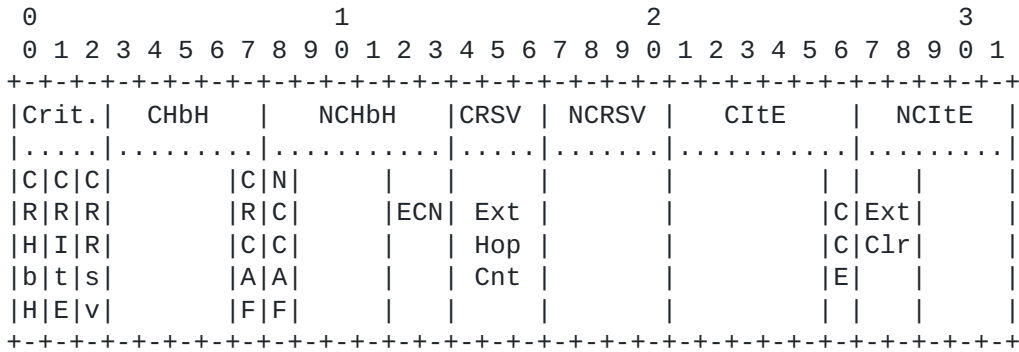 0                   1                   2                   3
 0 1 2 3 4 5 6 7 8 9 0 1 2 3 4 5 6 7 8 9 0 1 2 3 4 5 6 7 8 9 0 1
+-+-+-+-+-+-+-+-+-+-+-+-+-+-+-+-+-+-+-+-+-+-+-+-+-+-+-+-+-+-+-+-+
|Crit.|  CHbH   |   NCHbH   |CRSV | NCRSV |   CItE    |  NCItE  |
|.....|.........|...........|.....|.......|...........|.........|
|C|C|C|       |C|N|     |   |     |       |         | |   |     |
|R|R|R|       |R|C|     |ECN| Ext |       |         |C|Ext|     |
|H|I|R|       |C|C|     |   | Hop |       |         |C|Clr|     |
|b|t|s|       |A|A|     |   | Cnt |       |         |E|   |     |
|H|E|v|       |F|F|     |   |     |       |         | |   |     |
+-+-+-+-+-+-+-+-+-+-+-+-+-+-+-+-+-+-+-+-+-+-+-+-+-+-+-+-+-+-+-+-+